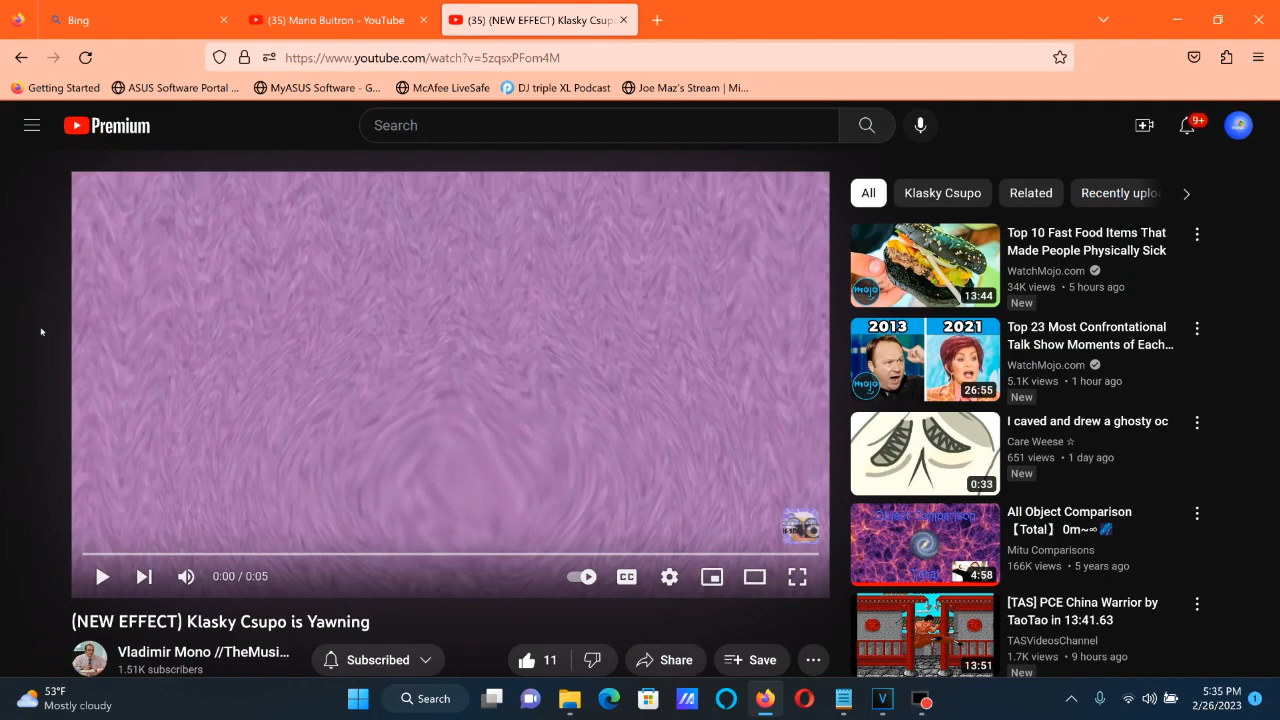 Bing
(35) Mario Buitron - YouTube
(35) (NEW EFFECT) Klasky Csupo
https://www.youtube.com/watch?v=5zqsxPFom4M
Getting Started
ASUS Software Portal ...
MyASUS Software - G...
McAfee LiveSafe
DJ triple XL Podcast
Joe Maz's Stream | Mi...
Premium
Search
9+
All
Klasky Csupo
Related
Recently uplo
Top 10 Fast Food Items That
Made People Physically Sick
WatchMojo.com
34K views • 5 hours ago
New
mojo
13:44
2013
2021
mojo
26:55
Top 23 Most Confrontational
Talk Show Moments of Each...
WatchMojo.com
5.1K views • 1 hour ago
New
0:33
I caved and drew a ghosty oc
Care Weese ☆
651 views • 1 day ago
New
Object Comparison
Total
4:58
All Object Comparison
【Total】 0m~∞🌌
Mitu Comparisons
166K views • 5 years ago
13:51
[TAS] PCE China Warrior by
TaoTao in 13:41.63
TASVideosChannel
1.7K views • 9 hours ago
New
0:00 / 0:05
CC
(NEW EFFECT) Klasky Csupo is Yawning
Vladimir Mono //TheMusi...
1.51K subscribers
Subscribed
11
Share
Save
53°F
Mostly cloudy
Search
V
5:35 PM
2/26/2023
1